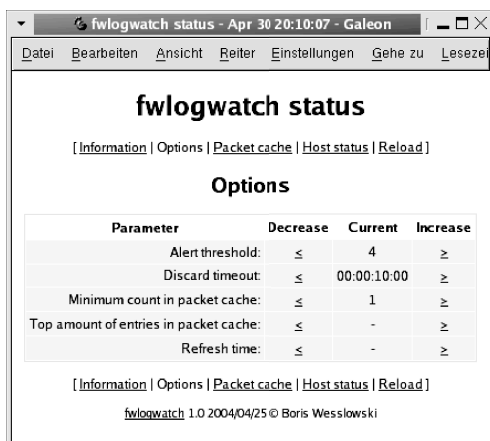 fwlogwatch status - Apr 30 20:10:07 - Galeon
Datei Bearbeiten Ansicht Reiter Einstellungen Gehe zu Lesezei
fwlogwatch status
[ Information | Options | Packet cache | Host status | Reload ]
Options
Parameter Decrease Current Increase
Alert threshold: < 4 >
Discard timeout: < 00:00:10:00 >
Minimum count in packet cache: < 1 >
Top amount of entries in packet cache: < - >
Refresh time: < - >
[ Information | Options | Packet cache | Host status | Reload ]
fwlogwatch 1.0 2004/04/25 © Boris Wesslowski